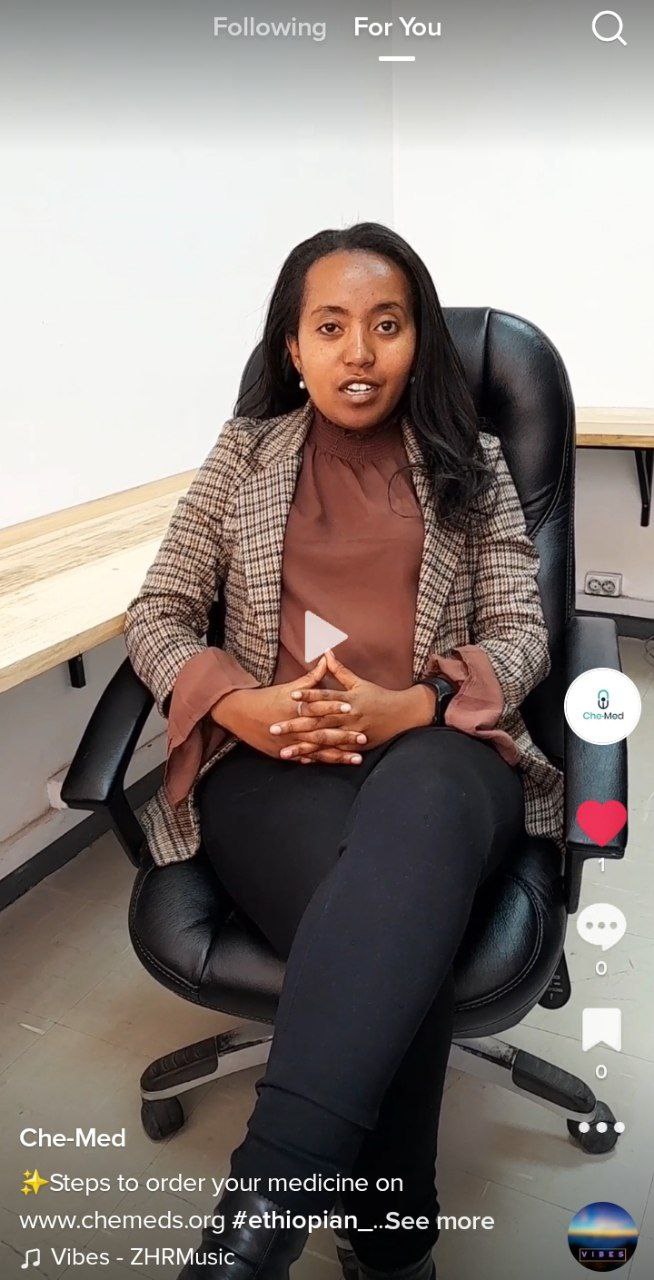 Following For You
Che-Med
1
0
0
Che-Med
✨Steps to order your medicine on
www.chemeds.org #ethiopian_...See more
Vibes - ZHRMusic
VIBES